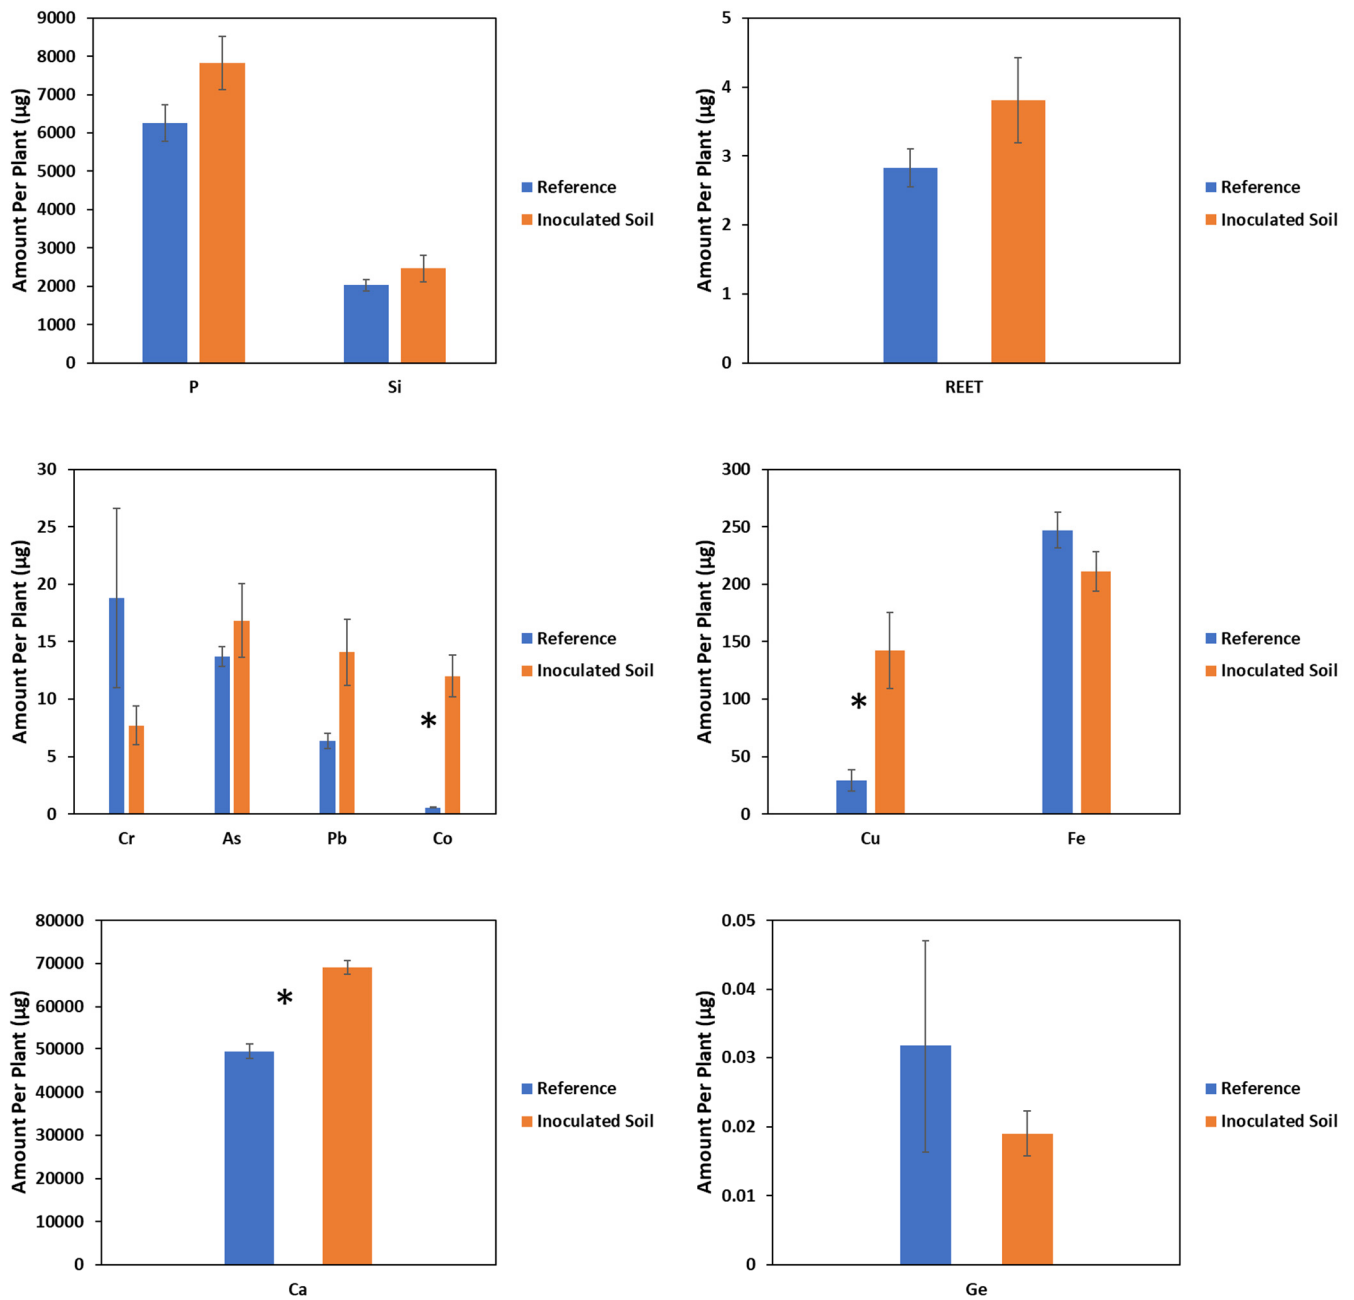 Amount Per Plant (µg)
9000
8000
7000
6000
5000
4000
3000
2000
1000
0
P Si
Reference
Inoculated Soil
Amount Per Plant (µg)
5
4
3
2
1
0
REET
Reference
Inoculated Soil
Amount Per Plant (µg)
30
25
20
15
10
5
0
*
Cr As Pb Co
Reference
Inoculated Soil
Amount Per Plant (µg)
300
250
200
150
100
50
0
*
Cu Fe
Reference
Inoculated Soil
Amount Per Plant (µg)
80000
70000
60000
50000
40000
30000
20000
10000
0
*
Ca
Reference
Inoculated Soil
Amount Per Plant (µg)
0.05
0.04
0.03
0.02
0.01
0
Ge
Reference
Inoculated Soil